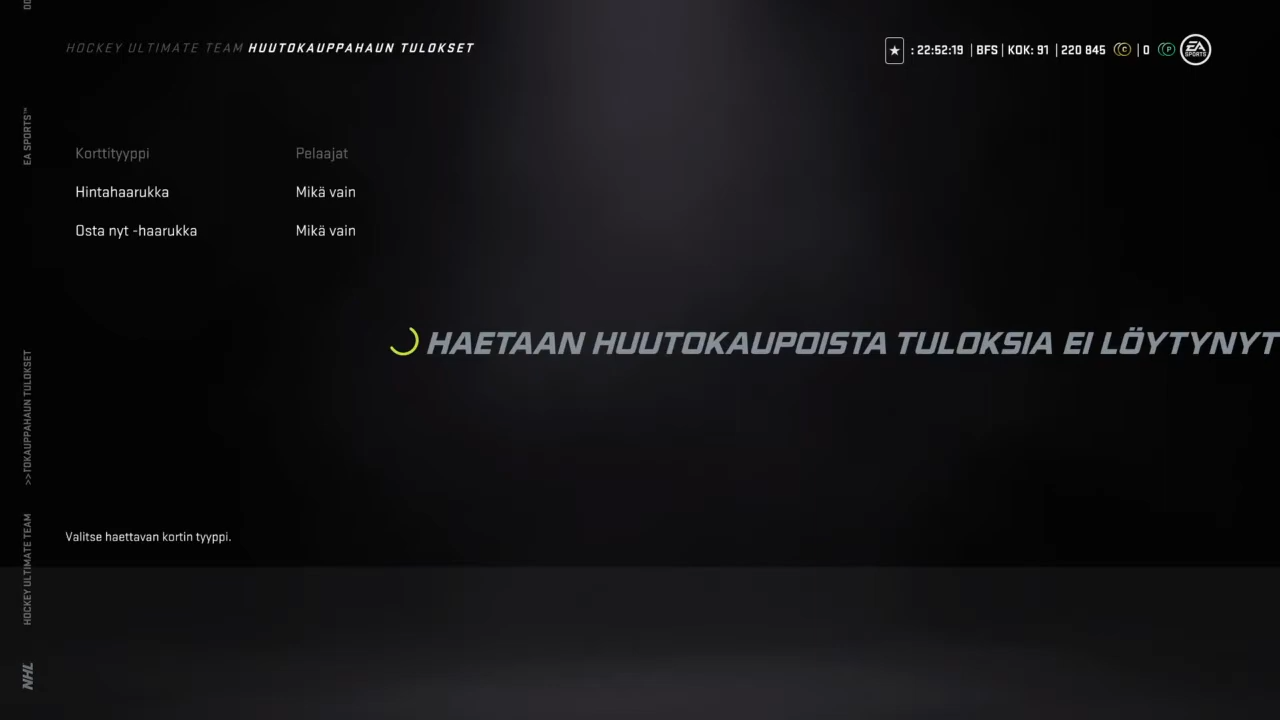 HOCKEY ULTIMATE TEAM HUUTOKAUPPAHAUN TULOKSET
★ : 22:52:19 | BFS | KOK: 91 | 220 845 C | 0 P EA SPORTS
EA SPORTS™
Korttityyppi Pelaajat
Hintahaarukka Mikä vain
Osta nyt -haarukka Mikä vain
HAETAAN HUUTOKAUPOISTA TULOKSIA EI LÖYTYNYT
>>TOKAUPPAHAUN TULOKSET
Valitse haettavan kortin tyyppi.
HOCKEY ULTIMATE TEAM
NHL